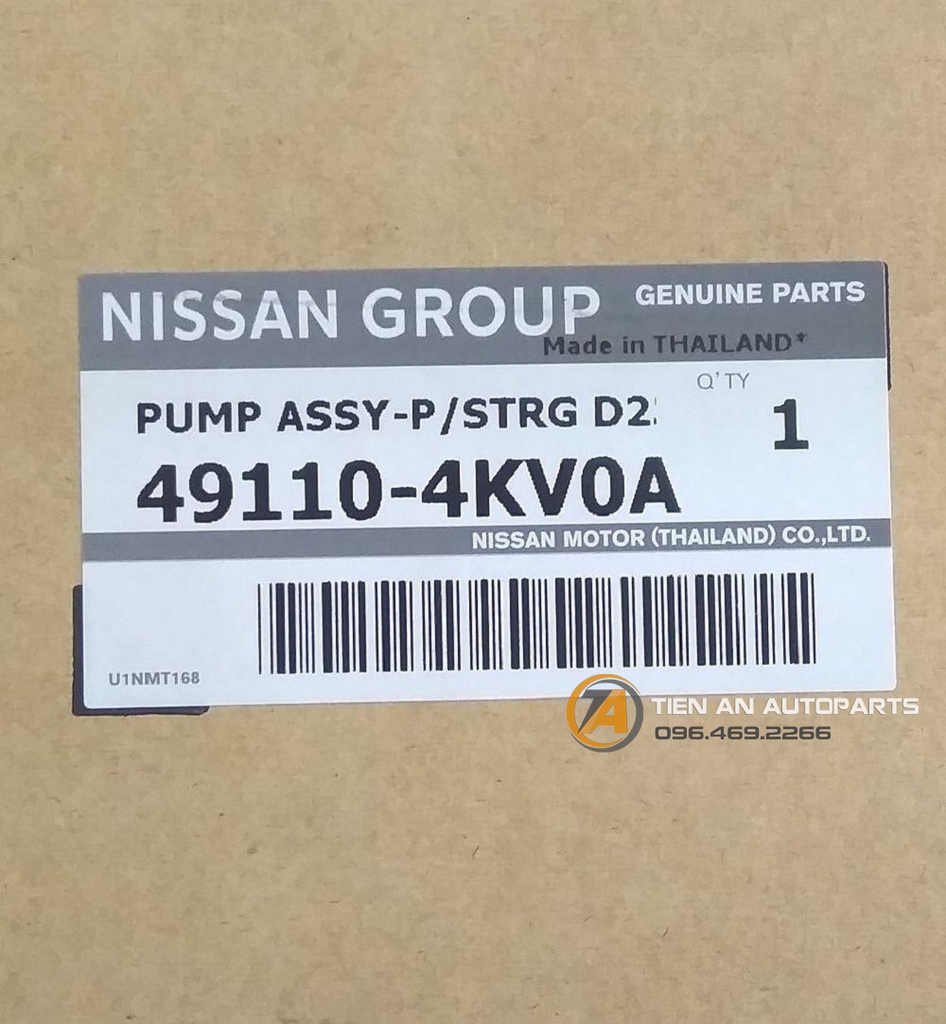 NISSAN GROUP
GENUINE PARTS
Made in THAILAND*
Q'TY
PUMP ASSY-P/STRG D2
1
49110-4KV0A
NISSAN MOTOR (THAILAND) CO.,LTD.
U1NMT168
TA TIEN AN AUTOPARTS
096.469.2266